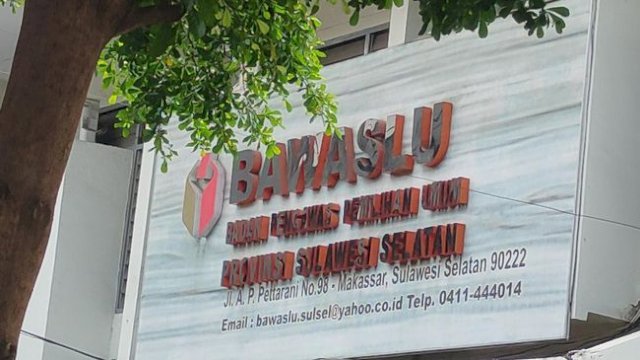 BAWASLU
BADAN PENGAWAS PEMILIHAN UMUM
PROVINSI SULAWESI SELATAN
Jl. A. P. Pettarani No.98 - Makassar, Sulawesi Selatan 90222
Email : bawaslu.sulsel@yahoo.co.id Telp. 0411-444014